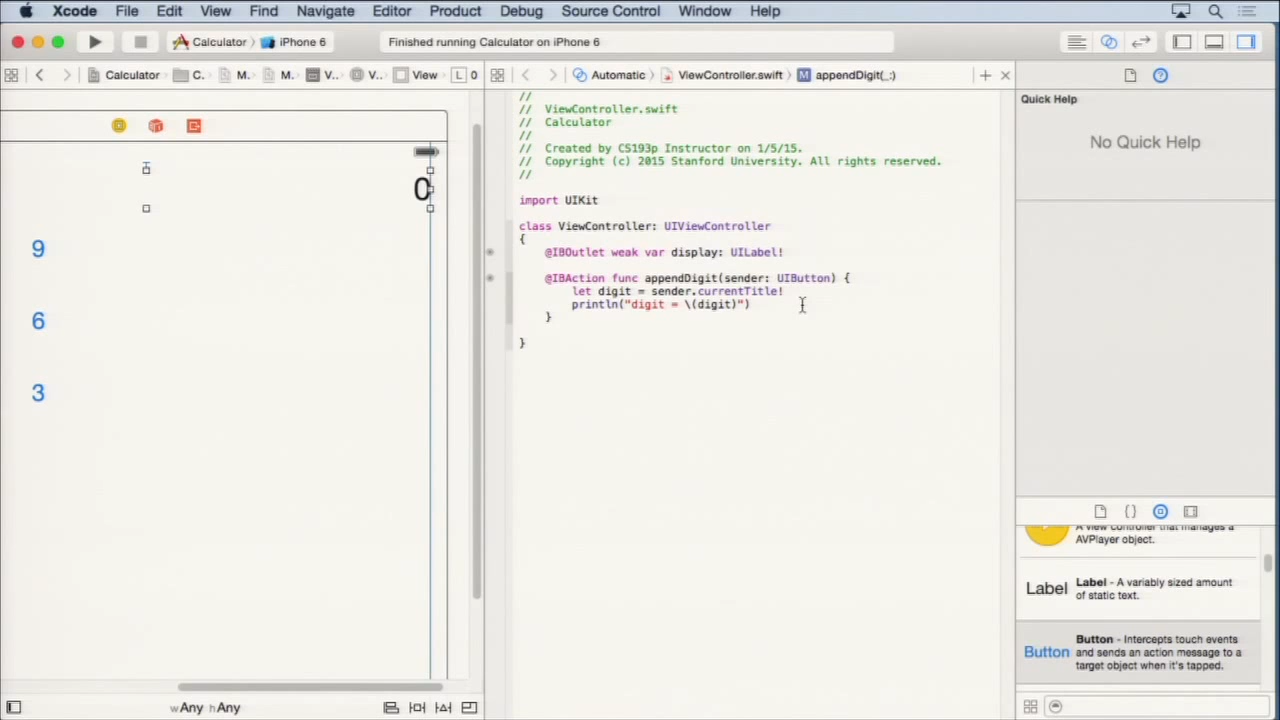 Xcode File Edit View Find Navigate Editor Product Debug Source Control Window Help
Calculator iPhone 6 Finished running Calculator on iPhone 6
Calculator C. M. M. V.. V... View L 0
Automatic ViewController.swift M appendDigit(_:)
0
9
6
3
wAny hAny
//
// ViewController.swift
// Calculator
//
// Created by CS193p Instructor on 1/5/15.
// Copyright (c) 2015 Stanford University. All rights reserved.
//
import UIKit
class ViewController: UIViewController
{
@IBOutlet weak var display: UILabel!
@IBAction func appendDigit(sender: UIButton) {
let digit = sender.currentTitle!
println("digit = \(digit)")
}
}
Quick Help
No Quick Help
{ }
A View Controller that manages a
AVPlayer object.
Label Label - A variably sized amount
of static text.
Button Button - Intercepts touch events
and sends an action message to a
target object when it's tapped.